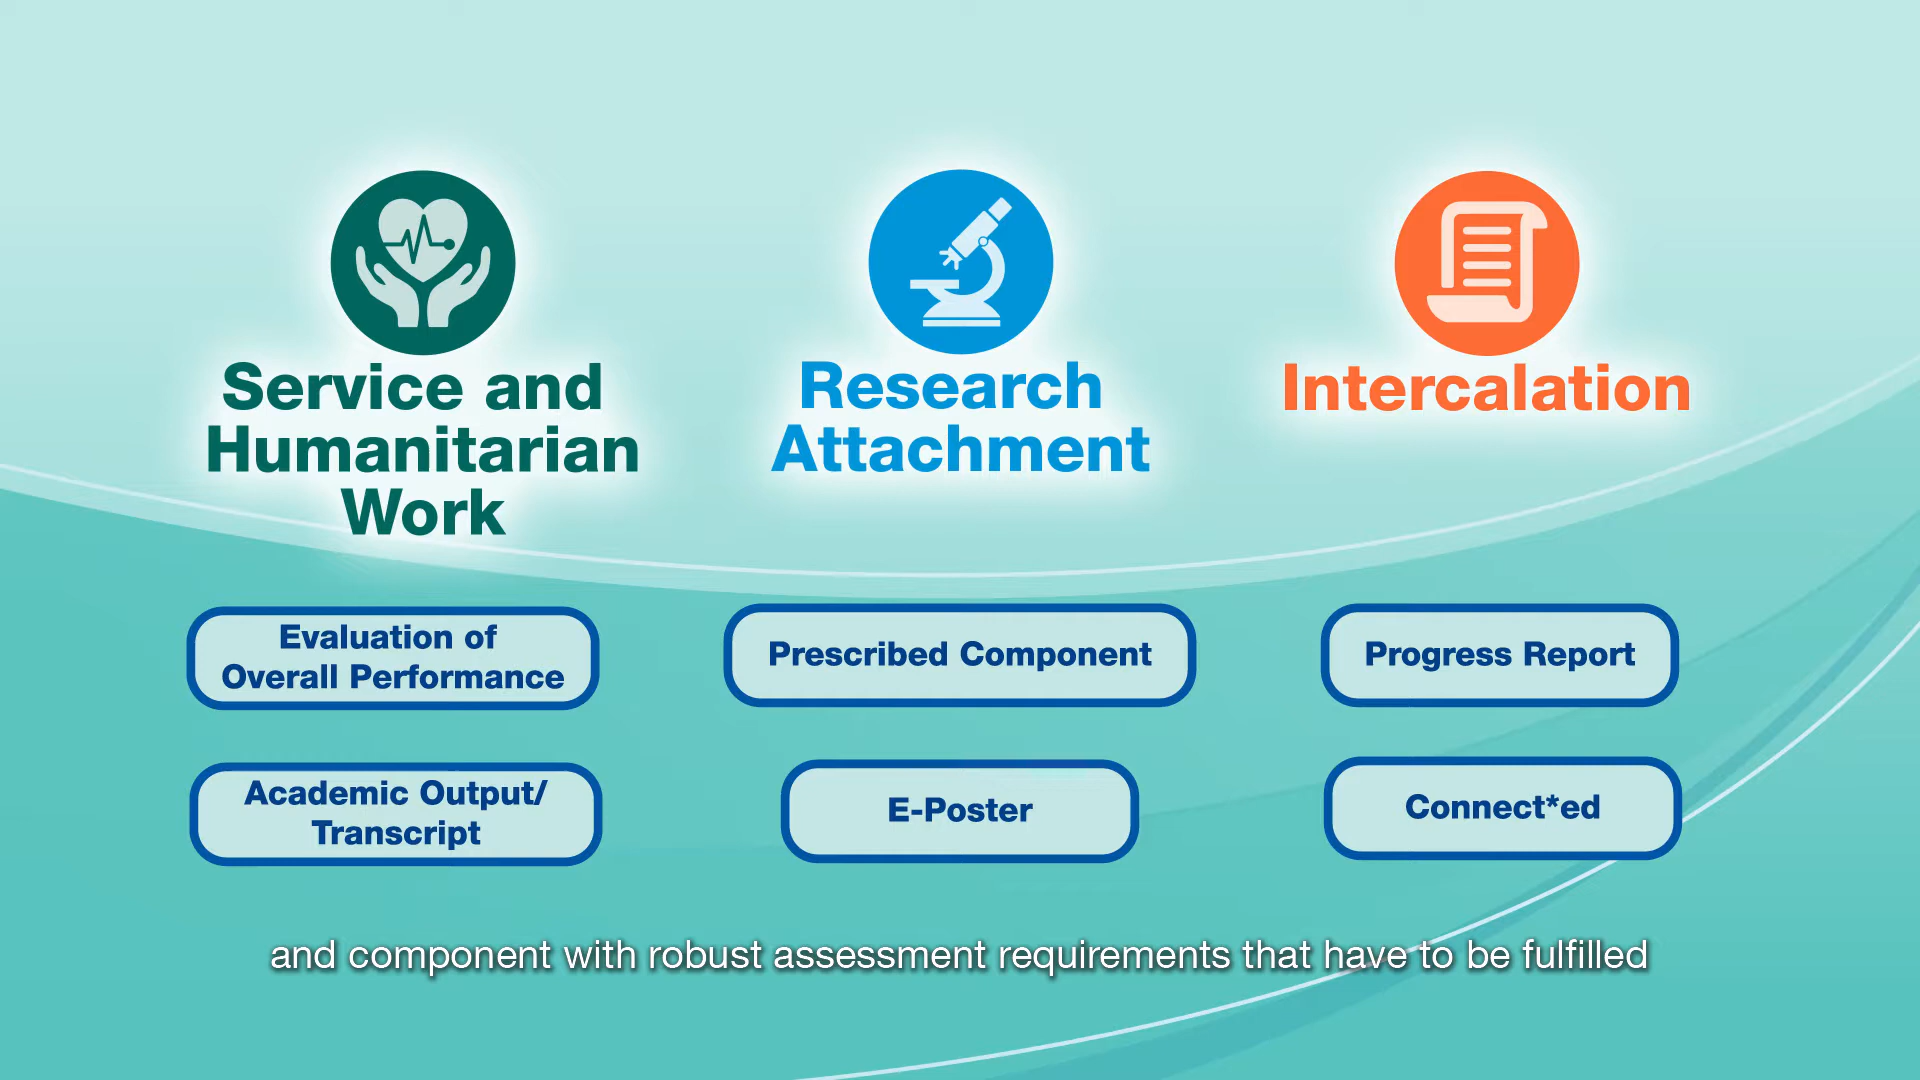 Service and
Humanitarian
Work
Research
Attachment
Intercalation
Evaluation of
Overall Performance
Prescribed Component
Progress Report
Academic Output/
Transcript
E-Poster
Connect*ed
and component with robust assessment requirements that have to be fulfilled